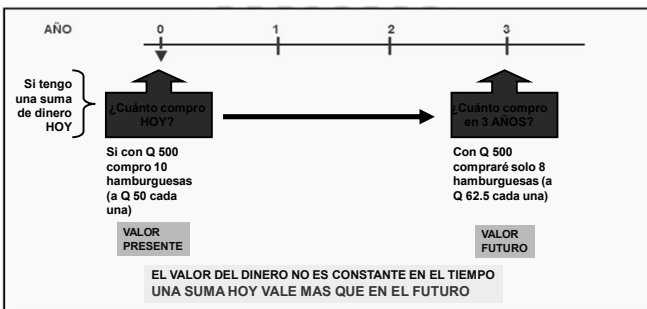 AÑO 0 1 2 3
Si tengo
una suma
de dinero
HOY
¿Cuánto compro
HOY?
¿Cuánto compro
en 3 AÑOS?
Si con Q 500
compro 10
hamburguesas
(a Q 50 cada
una)
Con Q 500
compraré solo 8
hamburguesas (a
Q 62.5 cada una)
VALOR
PRESENTE
VALOR
FUTURO
EL VALOR DEL DINERO NO ES CONSTANTE EN EL TIEMPO
UNA SUMA HOY VALE MAS QUE EN EL FUTURO